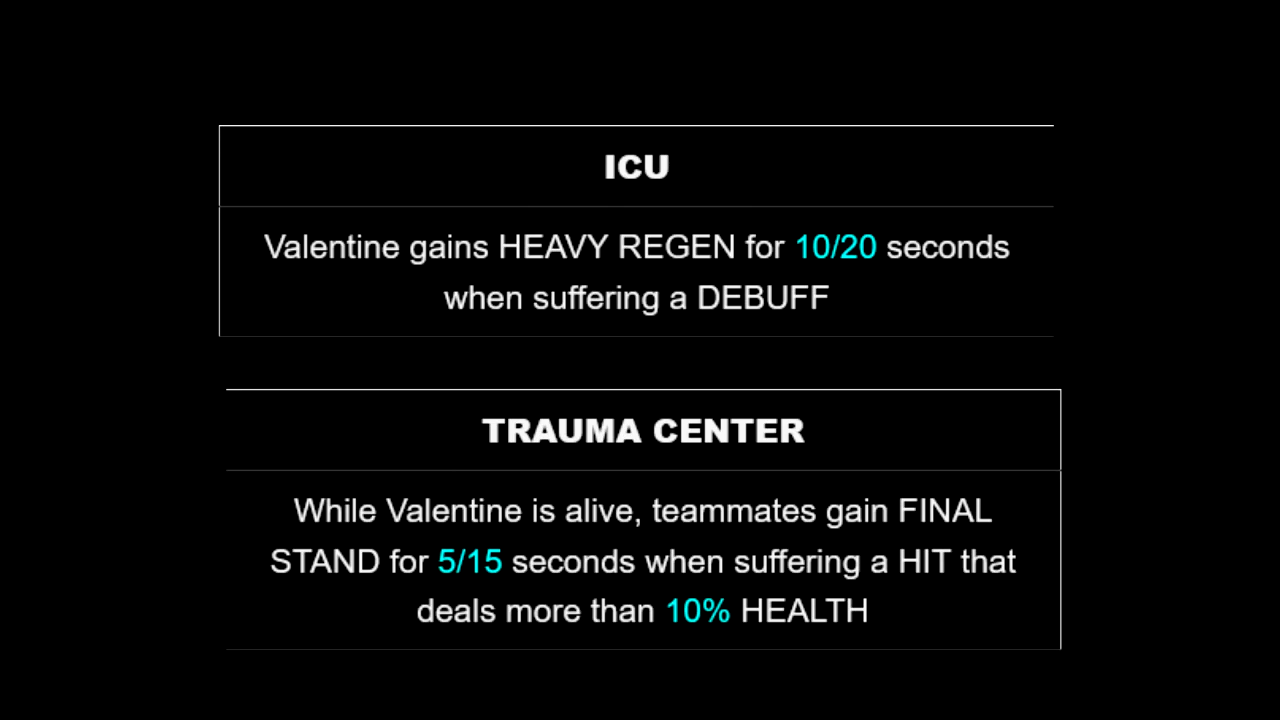 ICU
Valentine gains HEAVY REGEN for 10/20 seconds
when suffering a DEBUFF
TRAUMA CENTER
While Valentine is alive, teammates gain FINAL
STAND for 5/15 seconds when suffering a HIT that
deals more than 10% HEALTH